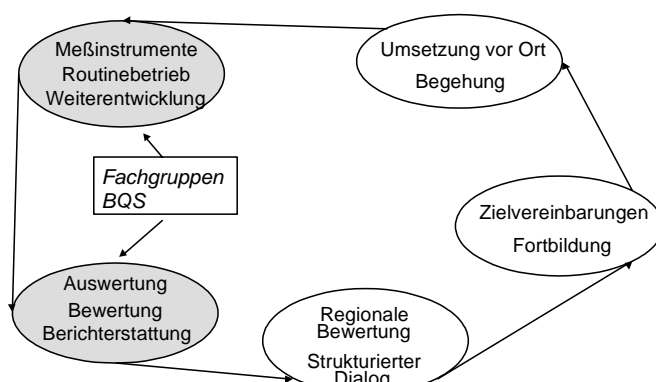 Meßinstrumente
Routinebetrieb
Weiterentwicklung
Umsetzung vor Ort
Begehung
Fachgruppen
BQS
Zielvereinbarungen
Fortbildung
Auswertung
Bewertung
Berichterstattung
Regionale
Bewertung
Strukturierter
Dialog